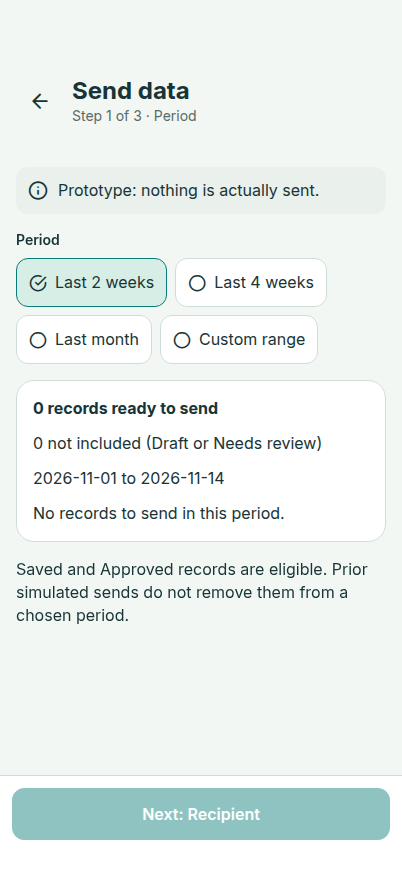 Send data
Step 1 of 3 · Period
Prototype: nothing is actually sent.
Period
Last 2 weeks
Last 4 weeks
Last month
Custom range
0 records ready to send
0 not included (Draft or Needs review)
2026-11-01 to 2026-11-14
No records to send in this period.
Saved and Approved records are eligible. Prior
simulated sends do not remove them from a
chosen period.
Next: Recipient